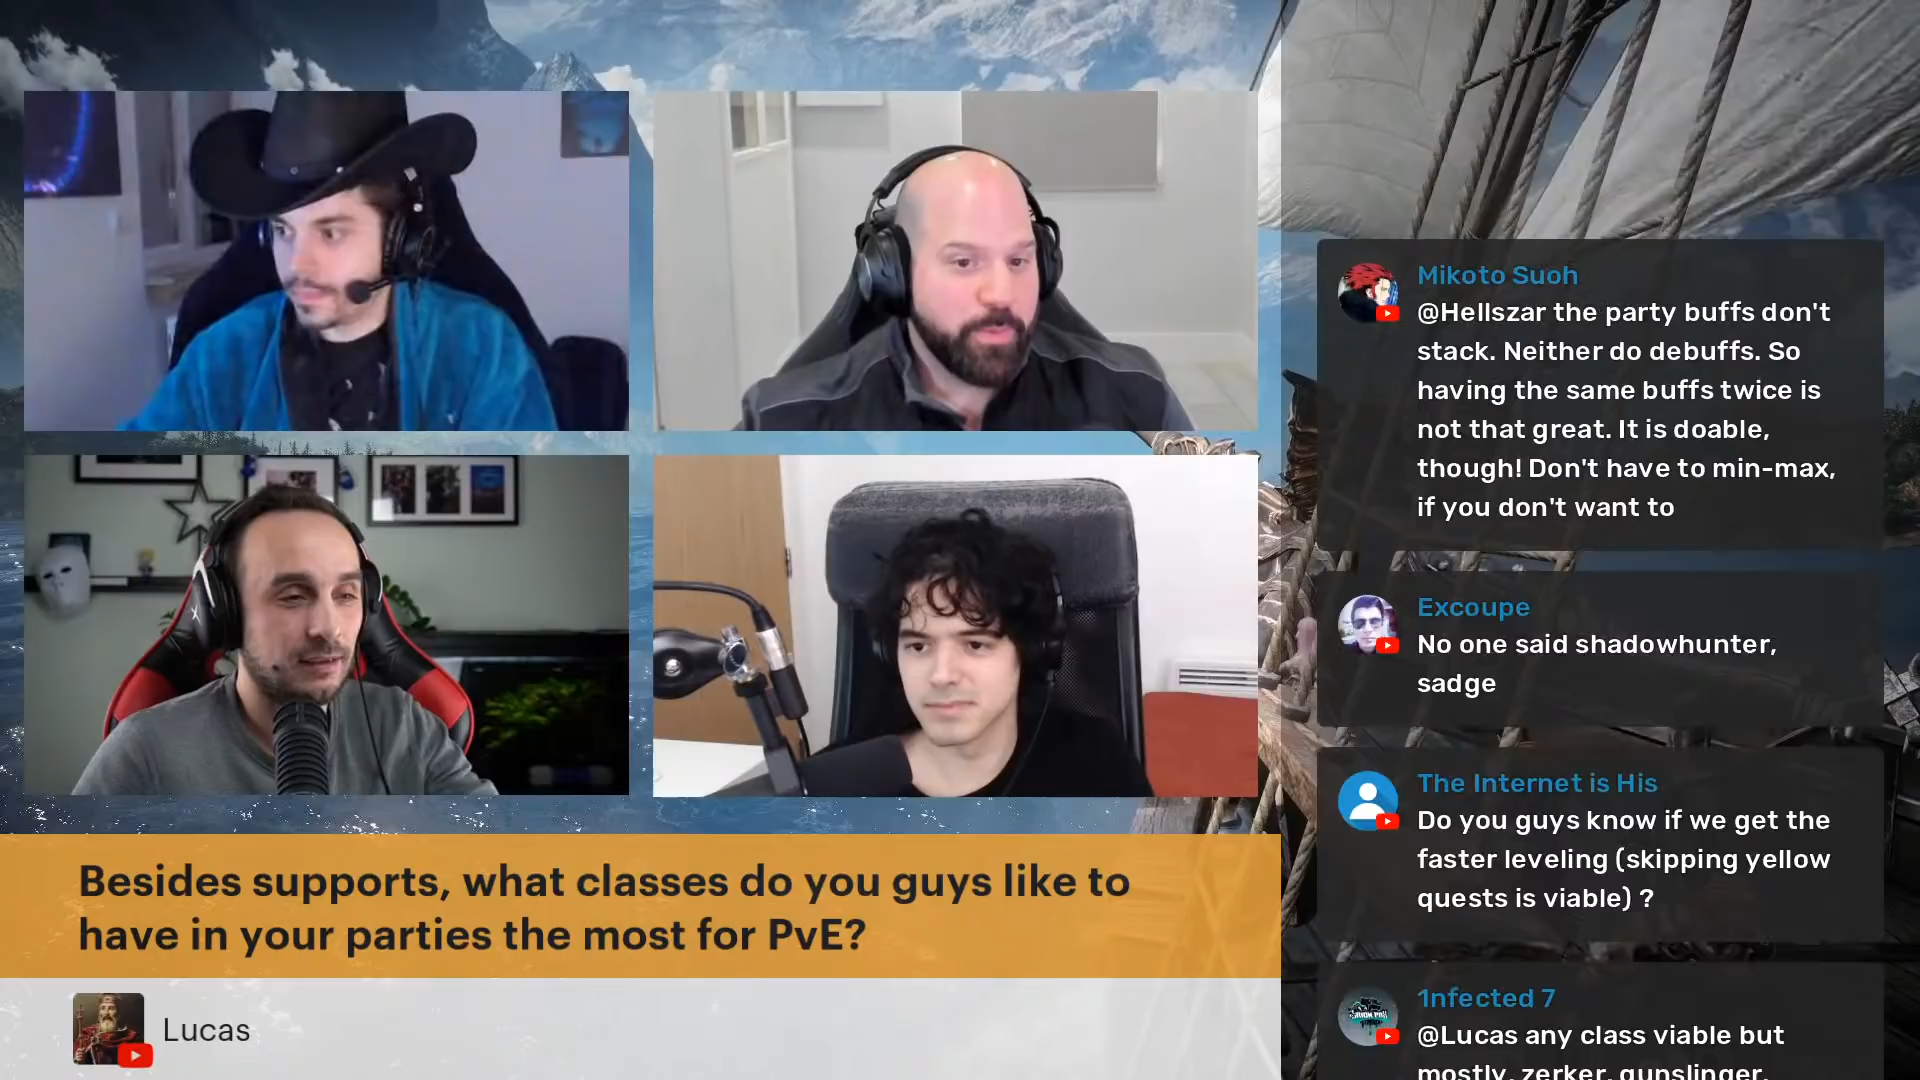 Mikoto Suoh
@Hellszar the party buffs don't
stack. Neither do debuffs. So
having the same buffs twice is
not that great. It is doable,
though! Don't have to min-max,
if you don't want to
Excoupe
No one said shadowhunter,
sadge
The Internet is His
Do you guys know if we get the
faster leveling (skipping yellow
quests is viable) ?
1nfected 7
@Lucas any class viable but
mostly, zerker, gunslinger,
Besides supports, what classes do you guys like to
have in your parties the most for PvE?
Lucas